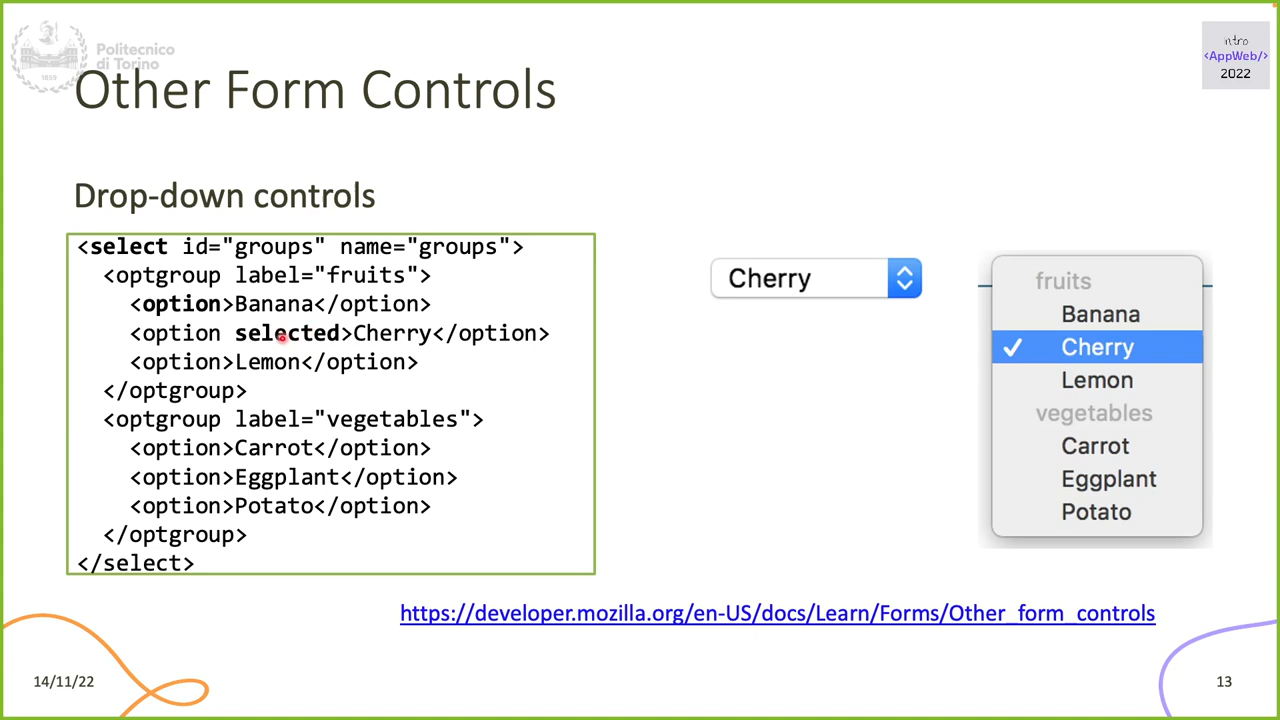 Politecnico
di Torino
1859
intro
<AppWeb/>
2022
Other Form Controls
Drop-down controls
<select id="groups" name="groups">
  <optgroup label="fruits">
    <option>Banana</option>
    <option selected>Cherry</option>
    <option>Lemon</option>
  </optgroup>
  <optgroup label="vegetables">
    <option>Carrot</option>
    <option>Eggplant</option>
    <option>Potato</option>
  </optgroup>
</select>
Cherry
fruits
Banana
✓ Cherry
Lemon
vegetables
Carrot
Eggplant
Potato
https://developer.mozilla.org/en-US/docs/Learn/Forms/Other_form_controls
14/11/22
13